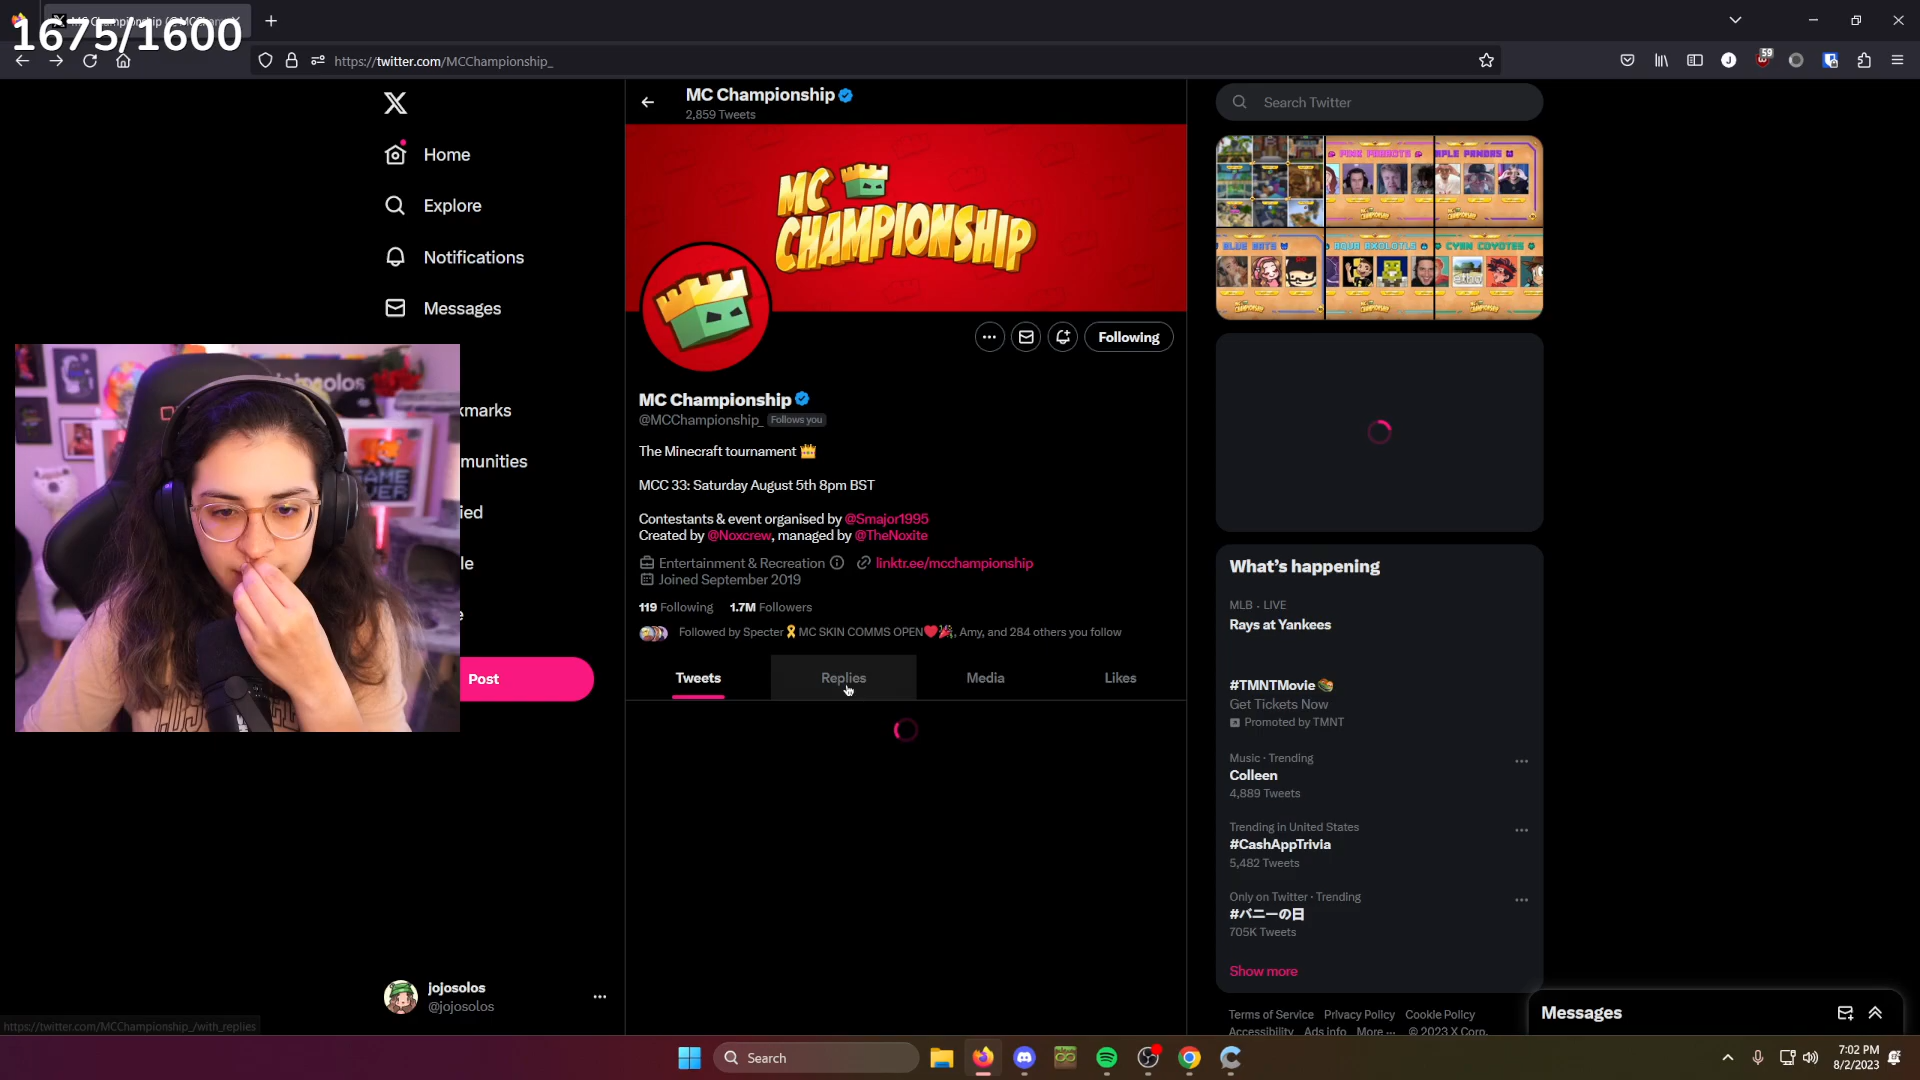 1675/1600
https://twitter.com/MCChampionship_
59
J
MC Championship
2,859 Tweets
Search Twitter
Home
Explore
Notifications
Messages
kmarks
munities
ied
le
e
Post
MC
CHAMPIONSHIP
PINK PARROTS
BLUE BATS
AQUA AXOLOTLS
CYAN COYOTES
Following
MC Championship
@MCChampionship_ Follows you
The Minecraft tournament 👑
MCC 33: Saturday August 5th 8pm BST
Contestants & event organised by @Smajor1995
Created by @Noxcrew, managed by @TheNoxite
Entertainment & Recreation linktr.ee/mcchampionship
Joined September 2019
119 Following 1.7M Followers
Followed by Specter🎗️MC SKIN COMMS OPEN❤️🎉, Amy, and 284 others you follow
Tweets Replies Media Likes
What's happening
MLB · LIVE
Rays at Yankees
#TMNTMovie
Get Tickets Now
Promoted by TMNT
Music · Trending
Colleen
4,889 Tweets
Trending in United States
#CashAppTrivia
5,482 Tweets
Only on Twitter · Trending
#バニーの日
705K Tweets
Show more
Terms of Service Privacy Policy Cookie Policy
Accessibility Ads info More ··· © 2023 X Corp.
Messages
jojosolos
@jojosolos
https://twitter.com/MCChampionship_/with_replies
Search
7:02 PM
8/2/2023
jojosolos
GAME
OVER